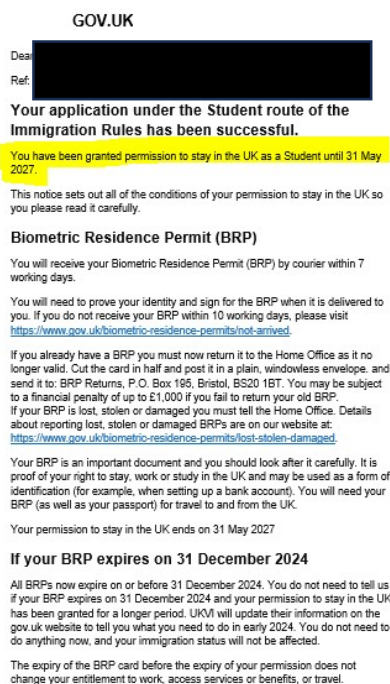 GOV.UK
Dear
Ref:
Your application under the Student route of the
Immigration Rules has been successful.
You have been granted permission to stay in the UK as a Student until 31 May
2027.
This notice sets out all of the conditions of your permission to stay in the UK so
you please read it carefully.
Biometric Residence Permit (BRP)
You will receive your Biometric Residence Permit (BRP) by courier within 7
working days.
You will need to prove your identity and sign for the BRP when it is delivered to
you. If you do not receive your BRP within 10 working days, please visit
https://www.gov.uk/biometric-residence-permits/not-arrived.
If you already have a BRP you must now return it to the Home Office as it no
longer valid. Cut the card in half and post it in a plain, windowless envelope. and
send it to: BRP Returns, P.O. Box 195, Bristol, BS20 1BT. You may be subject
to a financial penalty of up to £1,000 if you fail to return your old BRP.
If your BRP is lost, stolen or damaged you must tell the Home Office. Details
about reporting lost, stolen or damaged BRPs are on our website at:
https://www.gov.uk/biometric-residence-permits/lost-stolen-damaged.
Your BRP is an important document and you should look after it carefully. It is
proof of your right to stay, work or study in the UK and may be used as a form of
identification (for example, when setting up a bank account). You will need your
BRP (as well as your passport) for travel to and from the UK.
Your permission to stay in the UK ends on 31 May 2027
If your BRP expires on 31 December 2024
All BRPs now expire on or before 31 December 2024. You do not need to tell us
if your BRP expires on 31 December 2024 and your permission to stay in the UK
has been granted for a longer period. UKVI will update their information on the
gov.uk website to tell you what you need to do in early 2024. You do not need to
do anything now, and your immigration status will not be affected.
The expiry of the BRP card before the expiry of your permission does not
change your entitlement to work, access services or benefits, or travel.